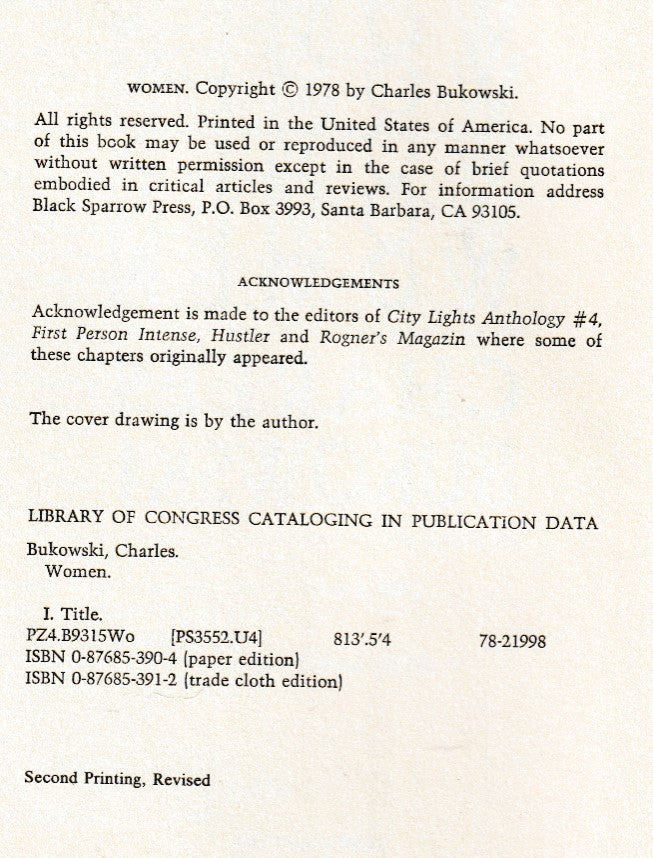 WOMEN. Copyright © 1978 by Charles Bukowski.
All rights reserved. Printed in the United States of America. No part
of this book may be used or reproduced in any manner whatsoever
without written permission except in the case of brief quotations
embodied in critical articles and reviews. For information address
Black Sparrow Press, P.O. Box 3993, Santa Barbara, CA 93105.
ACKNOWLEDGEMENTS
Acknowledgement is made to the editors of City Lights Anthology #4,
First Person Intense, Hustler and Rogner's Magazin where some of
these chapters originally appeared.
The cover drawing is by the author.
LIBRARY OF CONGRESS CATALOGING IN PUBLICATION DATA
Bukowski, Charles.
Women.
I. Title.
PZ4.B9315Wo [PS3552.U4] 813'.5'4 78-21998
ISBN 0-87685-390-4 (paper edition)
ISBN 0-87685-391-2 (trade cloth edition)
Second Printing, Revised